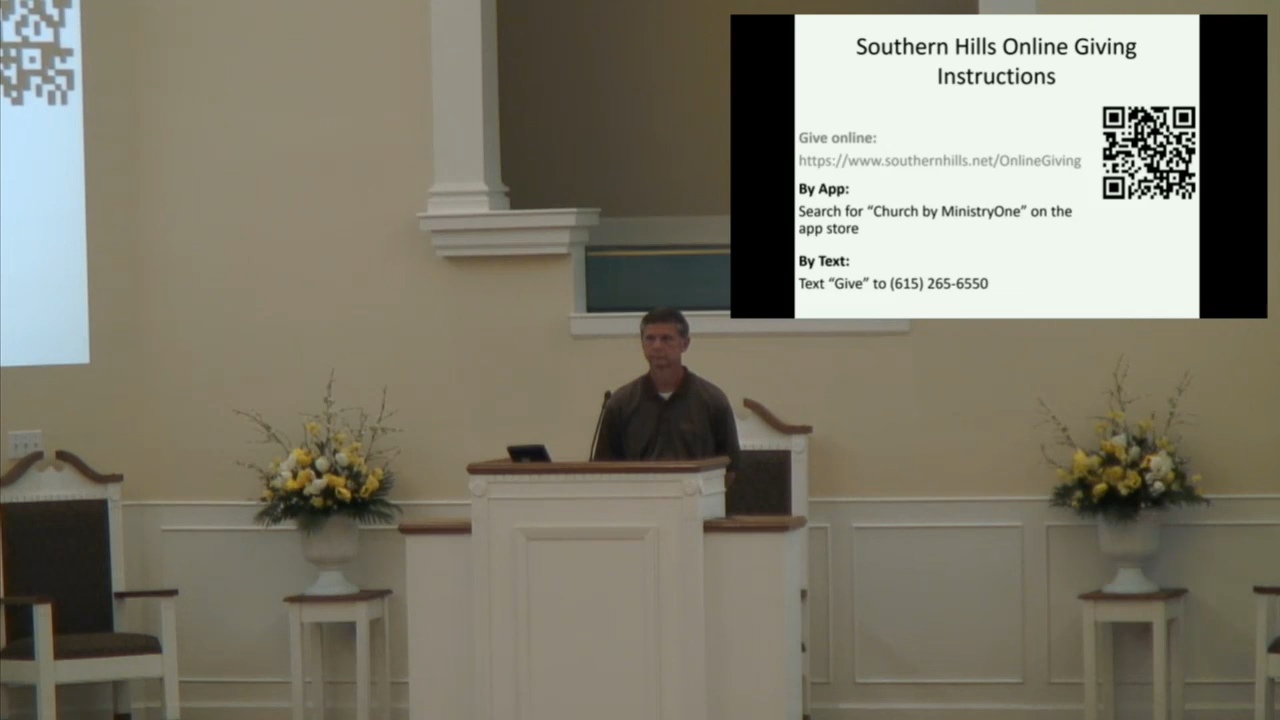 Southern Hills Online Giving
Instructions
Give online:
https://www.southernhills.net/OnlineGiving
By App:
Search for “Church by MinistryOne” on the
app store
By Text:
Text “Give” to (615) 265-6550